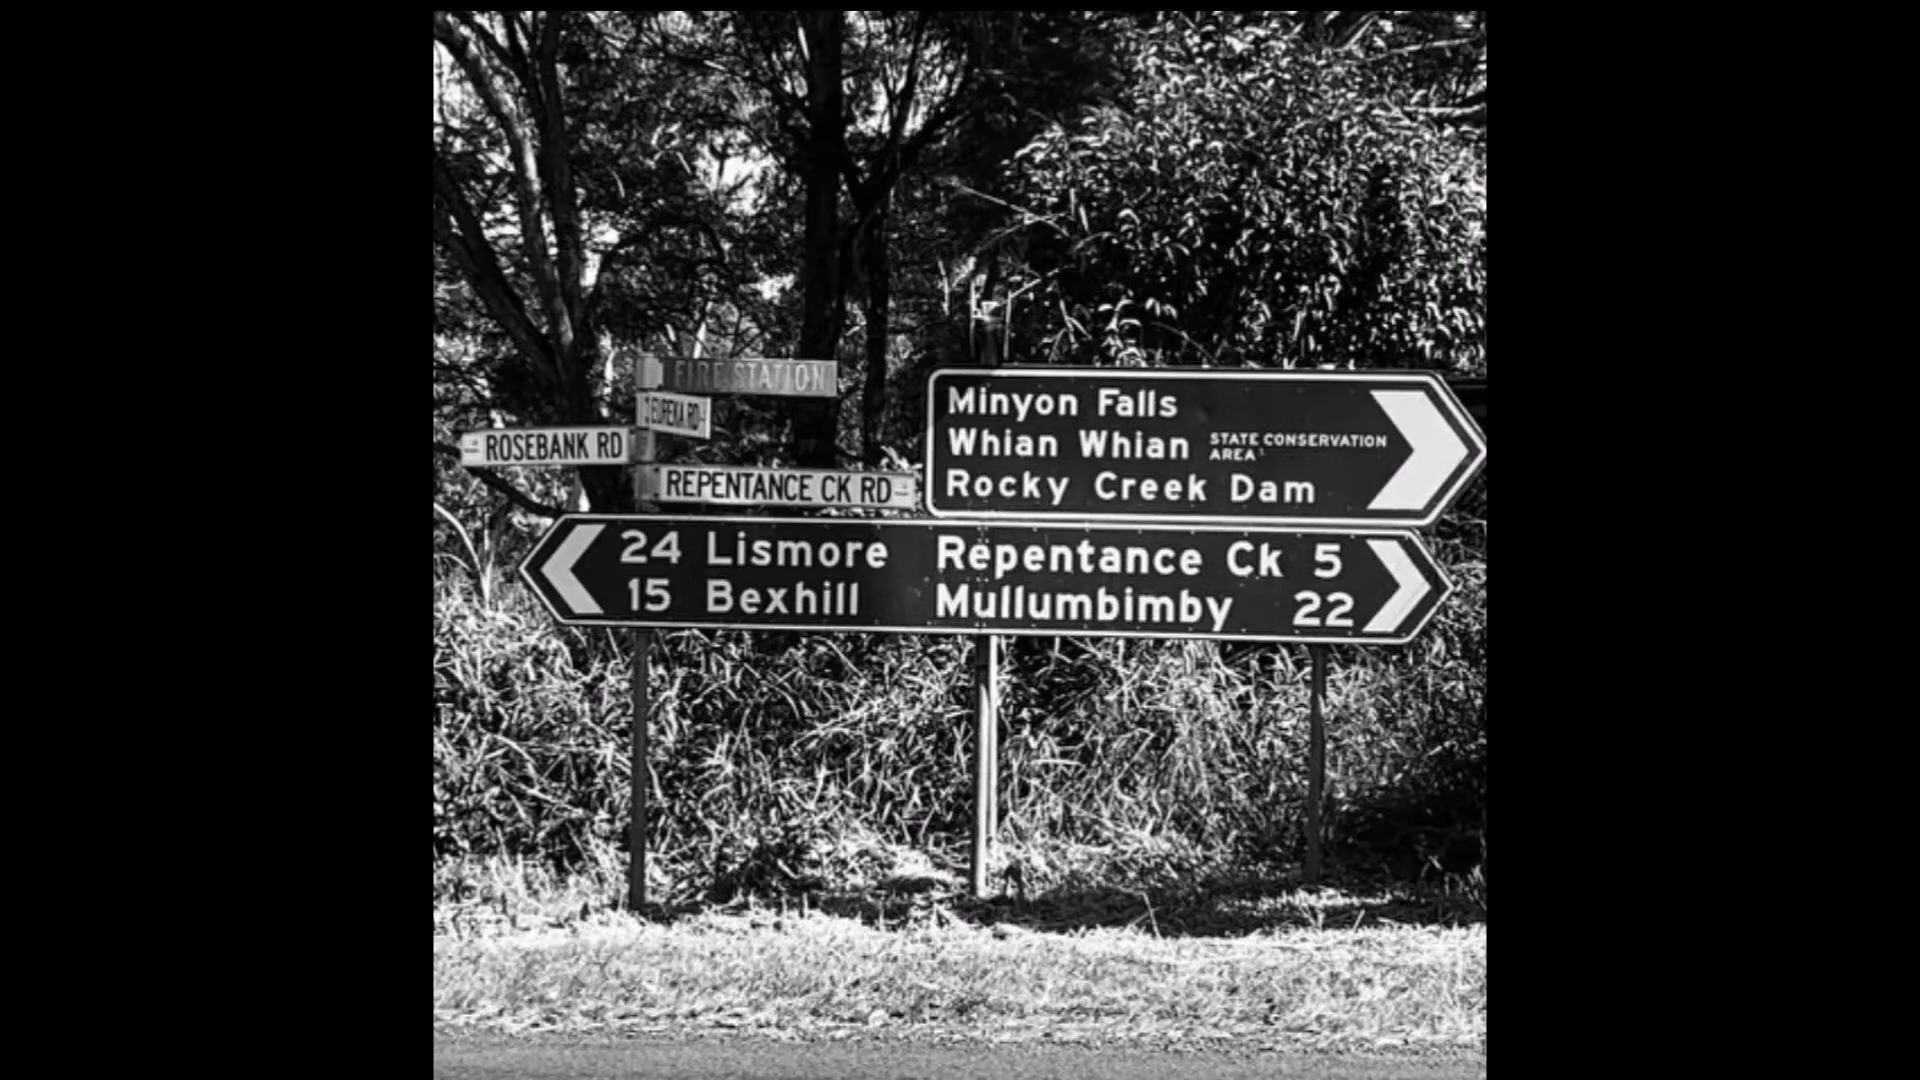 FIRE STATION
EUREKA RD
ROSEBANK RD
REPENTANCE CK RD
Minyon Falls
Whian Whian STATE CONSERVATION AREA
Rocky Creek Dam
24 Lismore
15 Bexhill
Repentance Ck 5
Mullumbimby 22